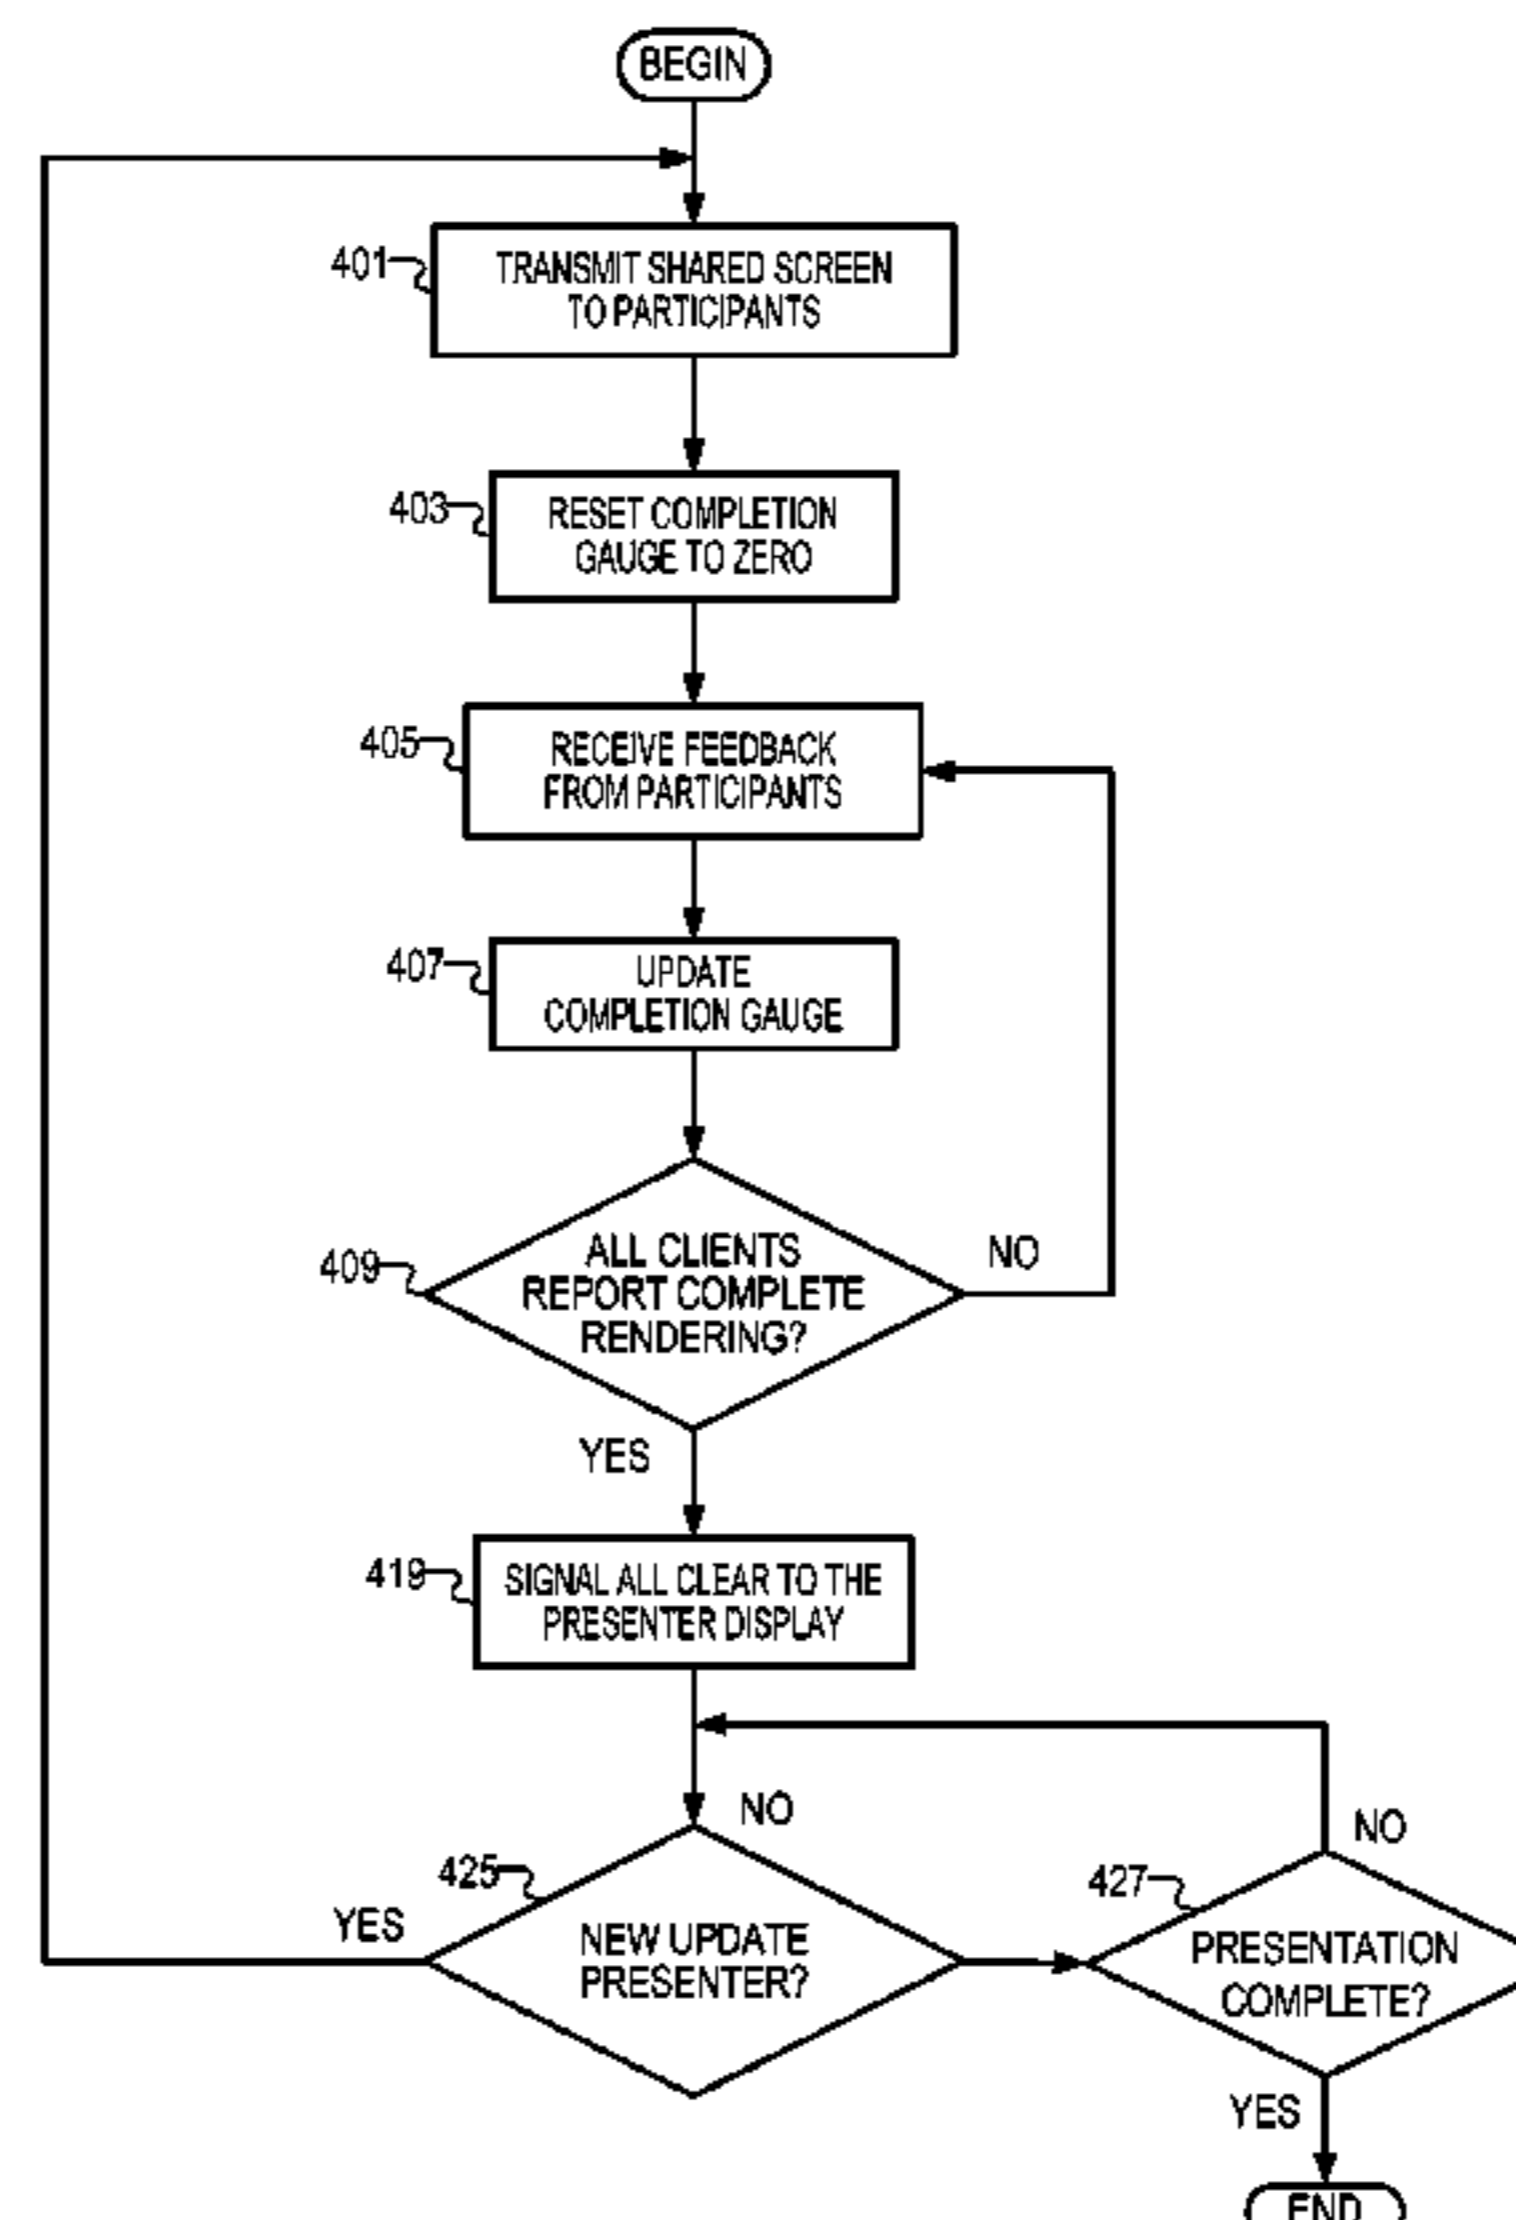 BEGIN
401
TRANSMIT SHARED SCREEN
TO PARTICIPANTS
403
RESET COMPLETION
GAUGE TO ZERO
405
RECEIVE FEEDBACK
FROM PARTICIPANTS
407
UPDATE
COMPLETION GAUGE
409
ALL CLIENTS
REPORT COMPLETE
RENDERING?
NO
YES
419
SIGNAL ALL CLEAR TO THE
PRESENTER DISPLAY
NO
425
YES
NEW UPDATE
PRESENTER?
NO
427
PRESENTATION
COMPLETE?
YES
END